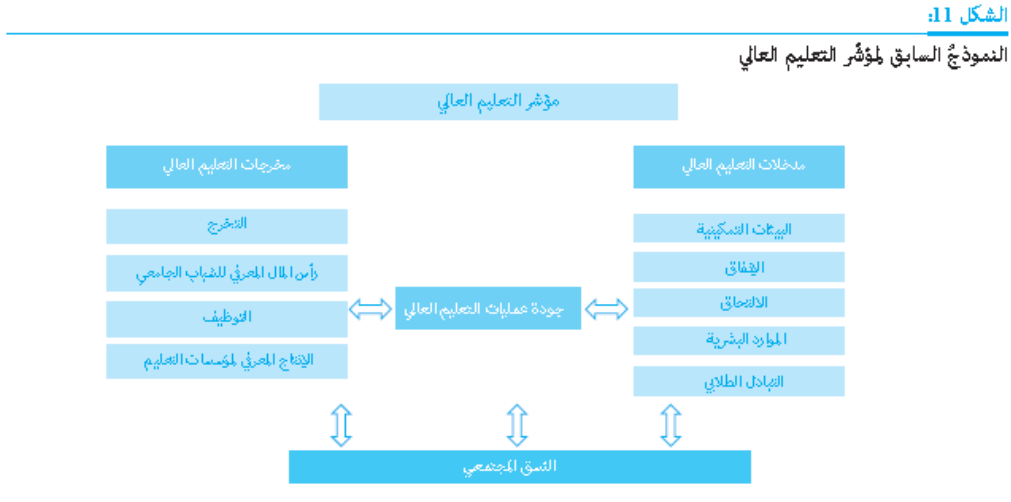 الشكل 11:
النموذجُ السابق لمؤشّر التعليم العالي
مؤشر التعليم العالي
مدخلات التعليم العالي
البيئات التمكينية
الإنفاق
الالتحاق
الموارد البشرية
التبادل الطلابي
جودة عمليات التعليم العالي
مخرجات التعليم العالي
التخرج
رأس المال المعرفي للشباب الجامعي
التوظيف
الإنتاج المعرفي لمؤسسات التعليم
النسق المجتمعي